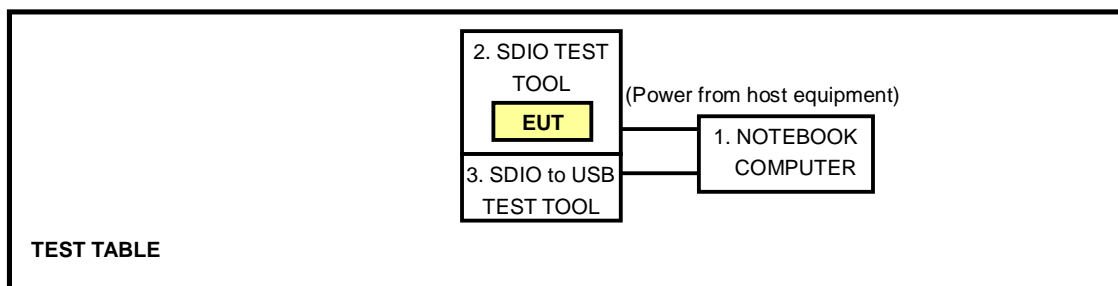 2. SDIO TEST
TOOL
EUT
(Power from host equipment)
1. NOTEBOOK
COMPUTER
3. SDIO to USB
TEST TOOL
TEST TABLE